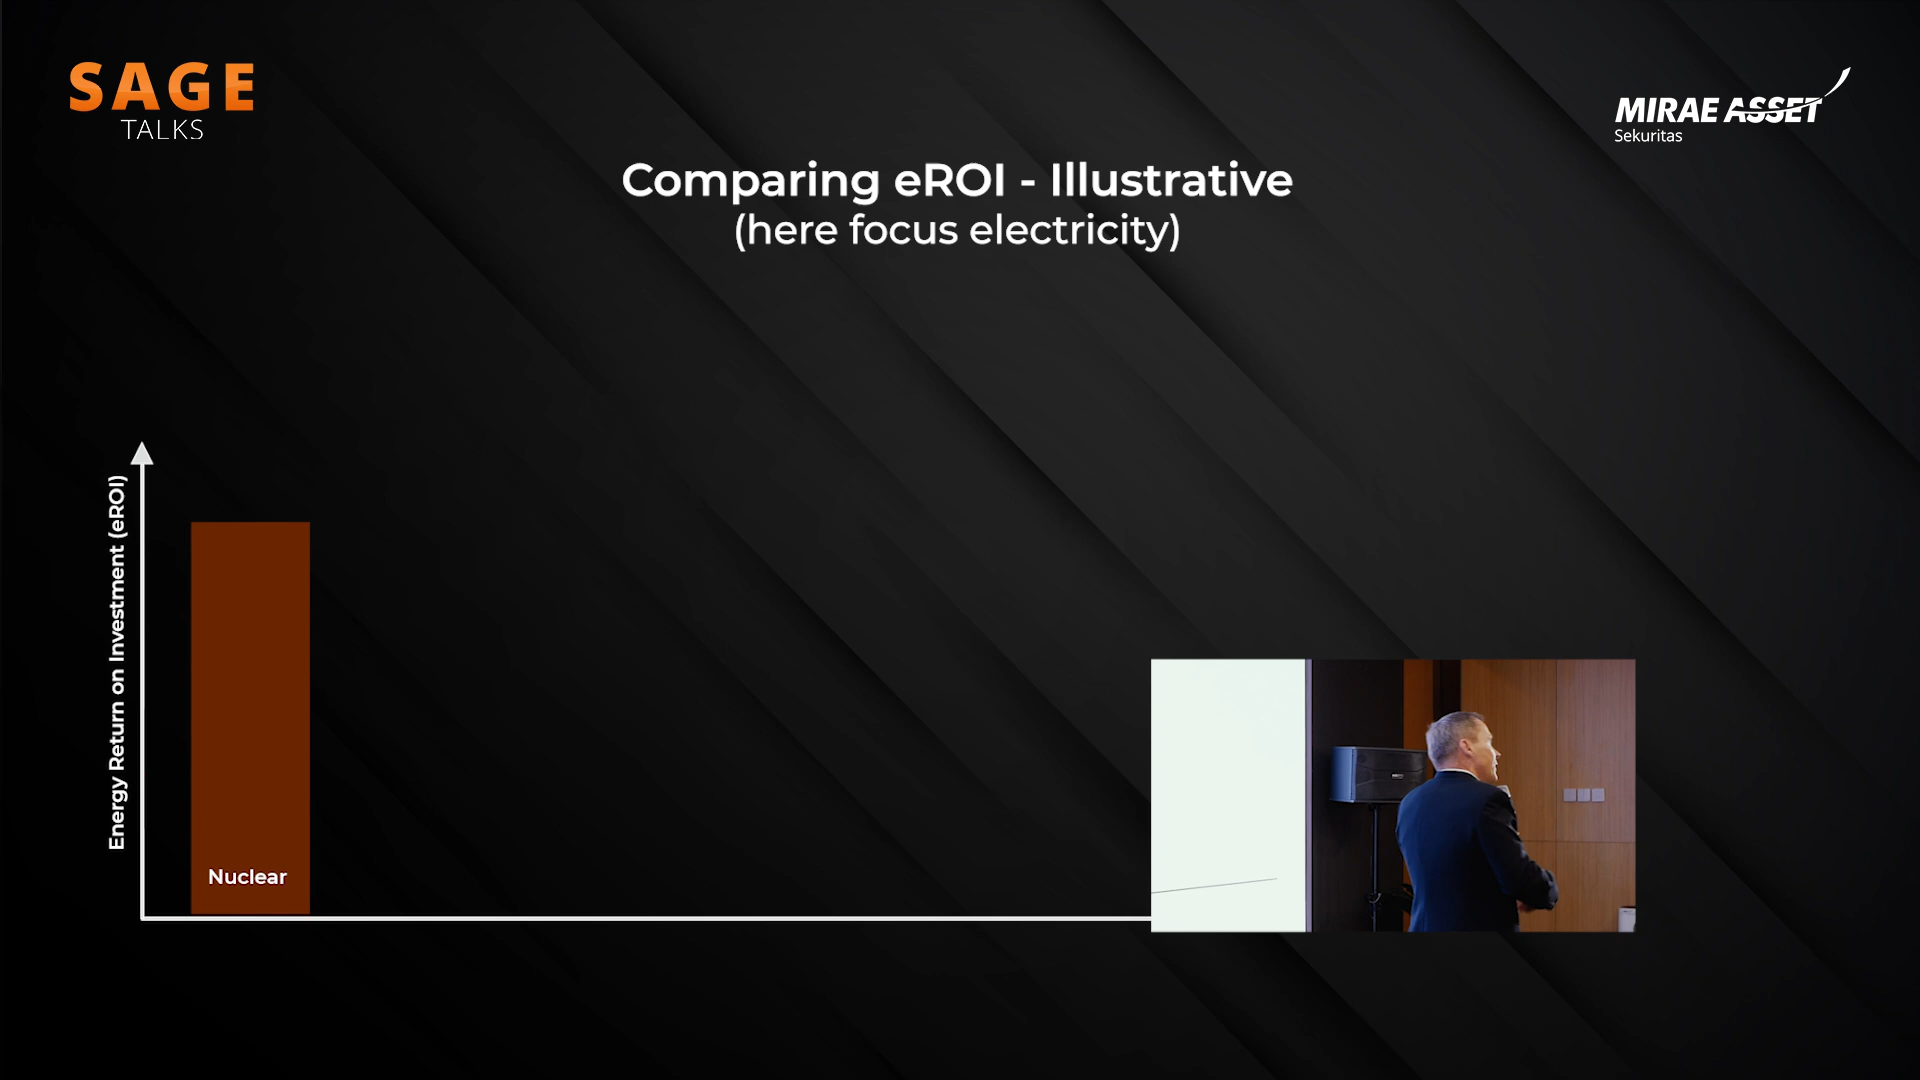 SAGE
TALKS
MIRAE ASSET
Sekuritas
Comparing eROI - Illustrative
(here focus electricity)
Energy Return on Investment (eROI)
Nuclear